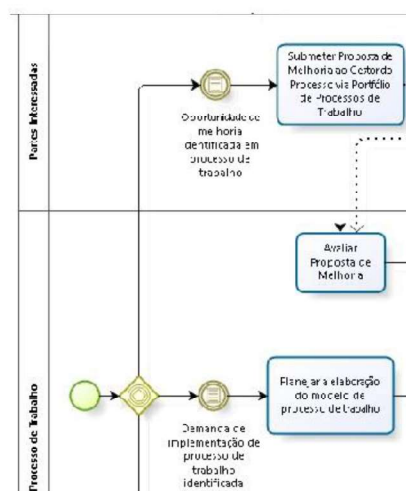 Partes Interessadas
Submeter Proposta de
Melhoria ao Gestor do
Processo via Portfólio
de Processos de
Trabalho
Oportunidade de
melhoria
identificada em
processo de
trabalho
Avaliar
Proposta de
Melhoria
Processo de Trabalho
Planejar a elaboração
do modelo de
processo de trabalho
Demanda de
implementação de
processo de
trabalho
identificada